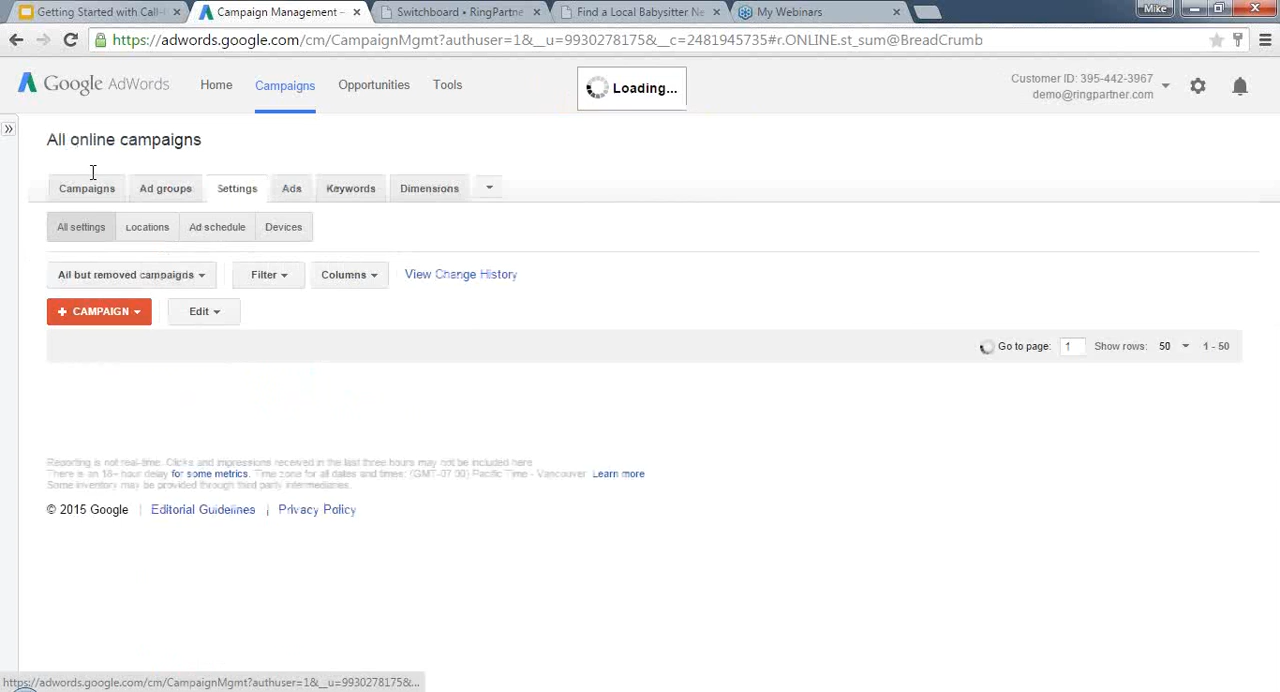 Getting Started with Call-I
Campaign Management –
Switchboard • RingPartne
Find a Local Babysitter Ne
My Webinars
Mike
https://adwords.google.com/cm/CampaignMgmt?authuser=1&__u=9930278175&__c=2481945735#r.ONLINE.st_sum@BreadCrumb
Google AdWords
Home
Campaigns
Opportunities
Tools
Loading...
Customer ID: 395-442-3967
demo@ringpartner.com
All online campaigns
Campaigns
Ad groups
Settings
Ads
Keywords
Dimensions
All settings
Locations
Ad schedule
Devices
All but removed campaigns
Filter
Columns
View Change History
+ CAMPAIGN
Edit
Go to page: 1 Show rows: 50 1 - 50
Reporting is not real-time. Clicks and impressions received in the last three hours may not be included here.
There is an 18+ hour delay for some metrics. Time zone for all dates and times: (GMT-07:00) Pacific Time - Vancouver. Learn more
Some inventory may be provided through third party intermediaries.
© 2015 Google | Editorial Guidelines | Privacy Policy
https://adwords.google.com/cm/CampaignMgmt?authuser=1&__u=9930278175&...